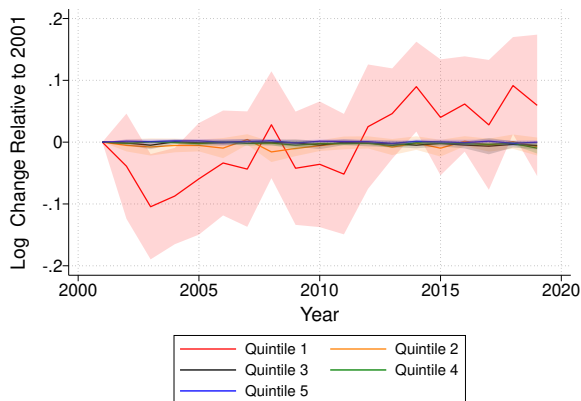 Log Change Relative to 2001
.2
.1
0
-.1
-.2
2000 2005 2010 2015 2020
Year
Quintile 1 Quintile 2
Quintile 3 Quintile 4
Quintile 5